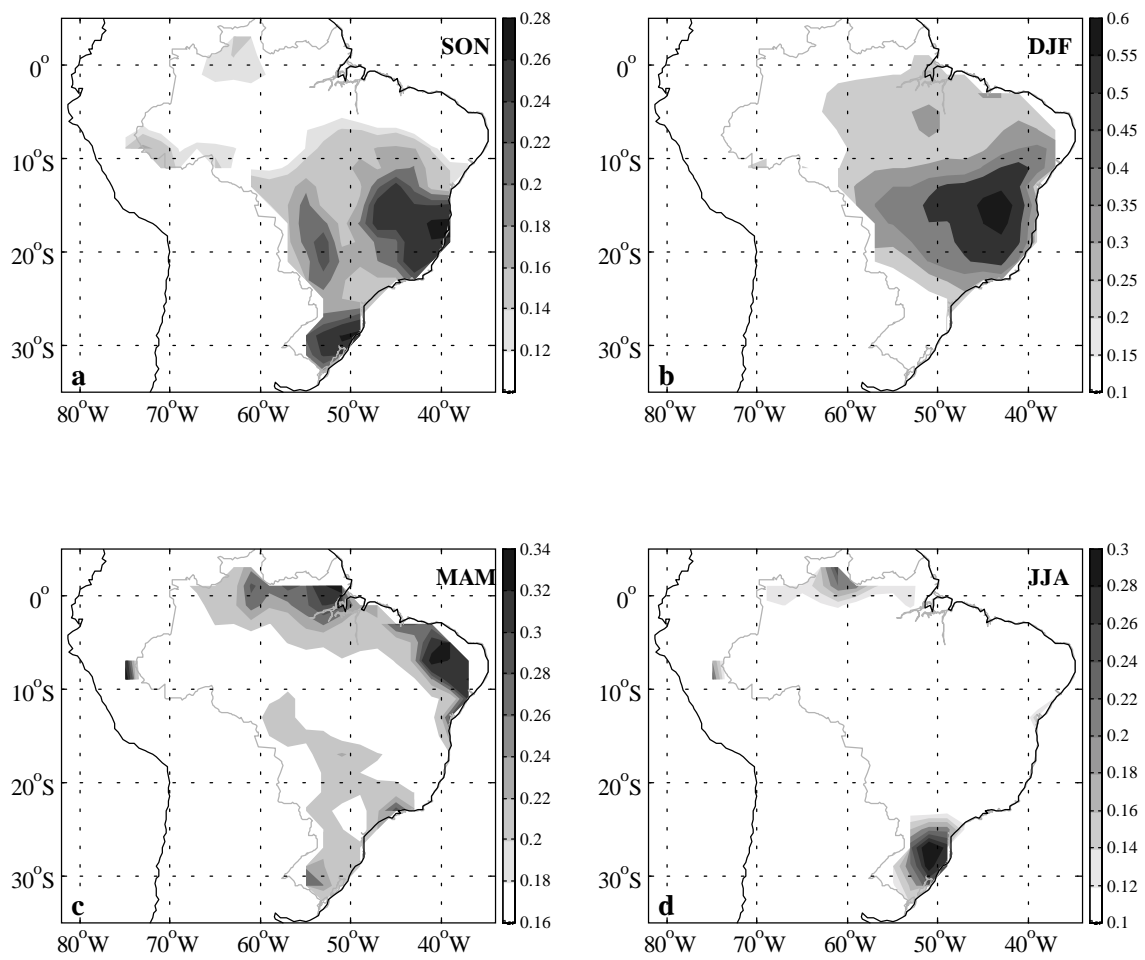 SON
0°
10°S
20°S
30°S
a
80°W 70°W 60°W 50°W 40°W
0.28
0.26
0.24
0.22
0.2
0.18
0.16
0.14
0.12
DJF
0°
10°S
20°S
30°S
b
80°W 70°W 60°W 50°W 40°W
0.6
0.55
0.5
0.45
0.4
0.35
0.3
0.25
0.2
0.15
0.1
MAM
0°
10°S
20°S
30°S
c
80°W 70°W 60°W 50°W 40°W
0.34
0.32
0.3
0.28
0.26
0.24
0.22
0.2
0.18
0.16
JJA
0°
10°S
20°S
30°S
d
80°W 70°W 60°W 50°W 40°W
0.3
0.28
0.26
0.24
0.22
0.2
0.18
0.16
0.14
0.12
0.1